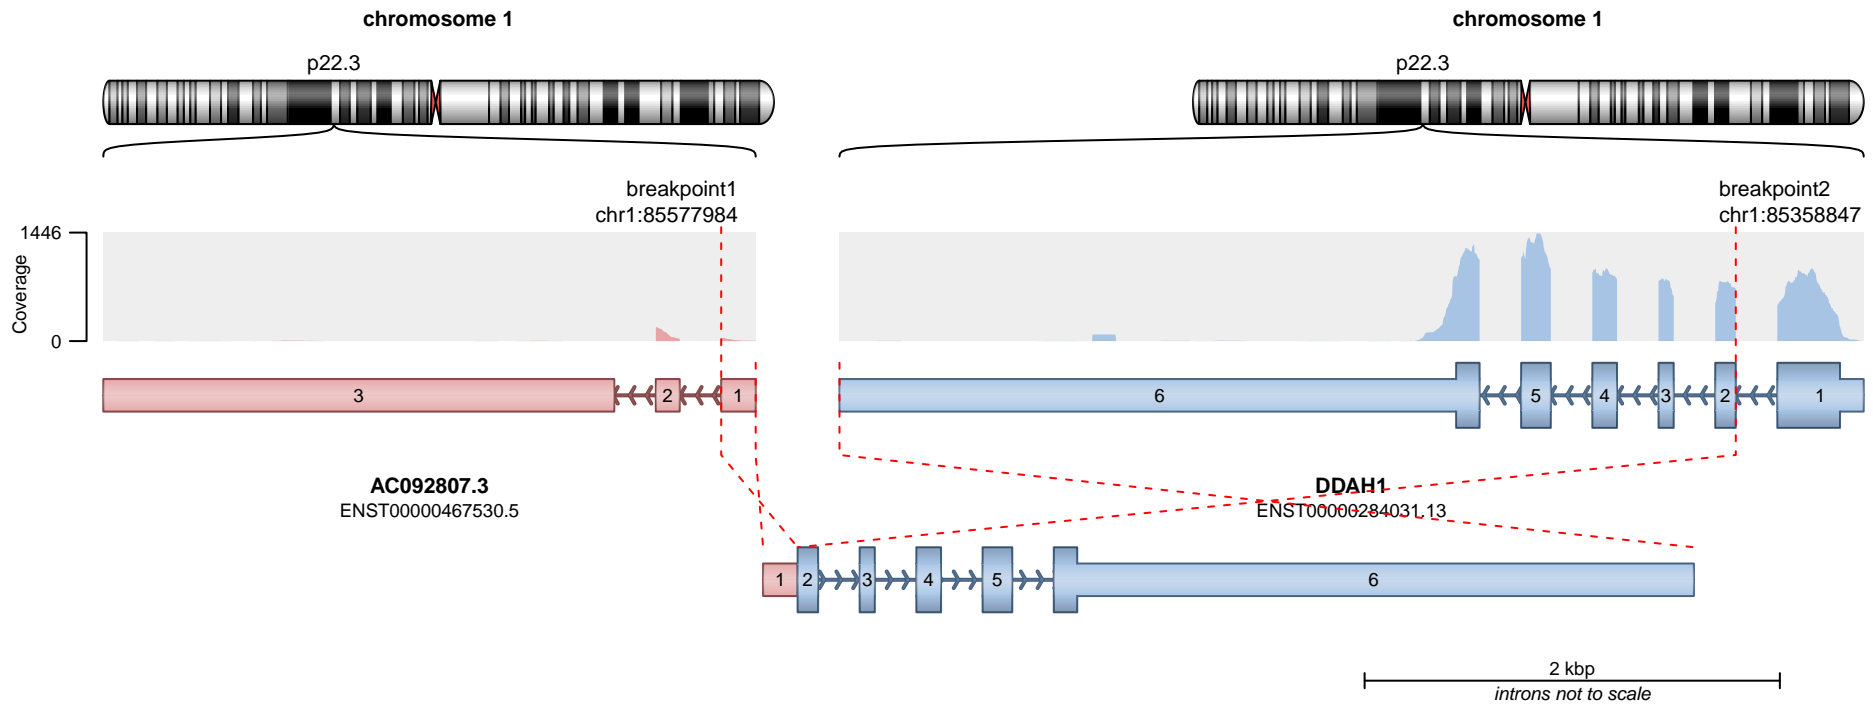 chromosome 1
chromosome 1
p22.3
p22.3
breakpoint1
chr1:85577984
breakpoint2
chr1:85358847
1446
Coverage
0
3
2
1
6
5
4
3
2
1
AC092807.3
ENST00000467530.5
DDAH1
ENST00000284031.13
1
2
3
4
5
6
2 kbp
introns not to scale